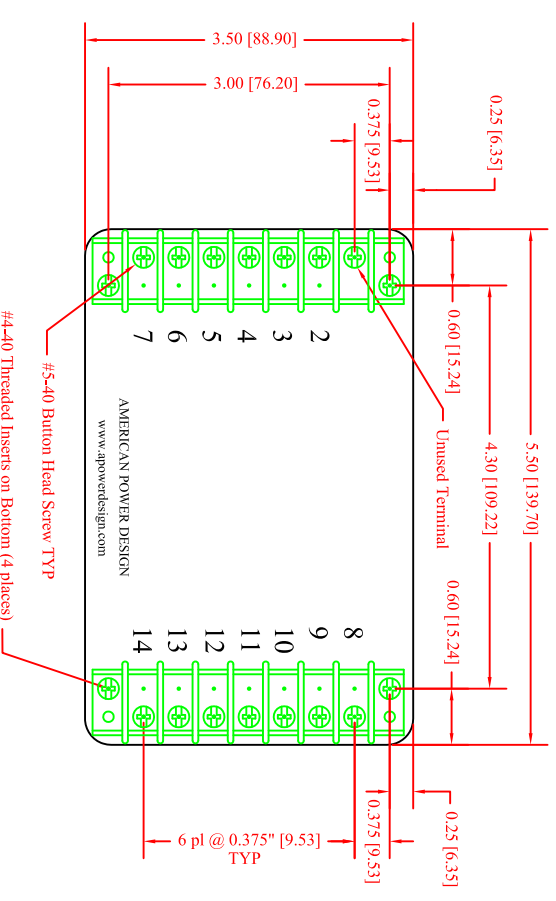 3.50 [88.90]
3.00 [76.20]
0.25 [6.35]
0.375 [9.53]
0.60 [15.24]
4.30 [109.22]
5.50 [139.70]
Unused Terminal
7 6 5 4 3 2
#5-40 Button Head Screw TYP
#4-40 Threaded Inserts on Bottom (4 places)
AMERICAN POWER DESIGN
www.apowerdesign.com
0.60 [15.24]
14 13 12 11 10 9 8
6 pl @ 0.375" [9.53]
TYP
0.375 [9.53]
0.25 [6.35]